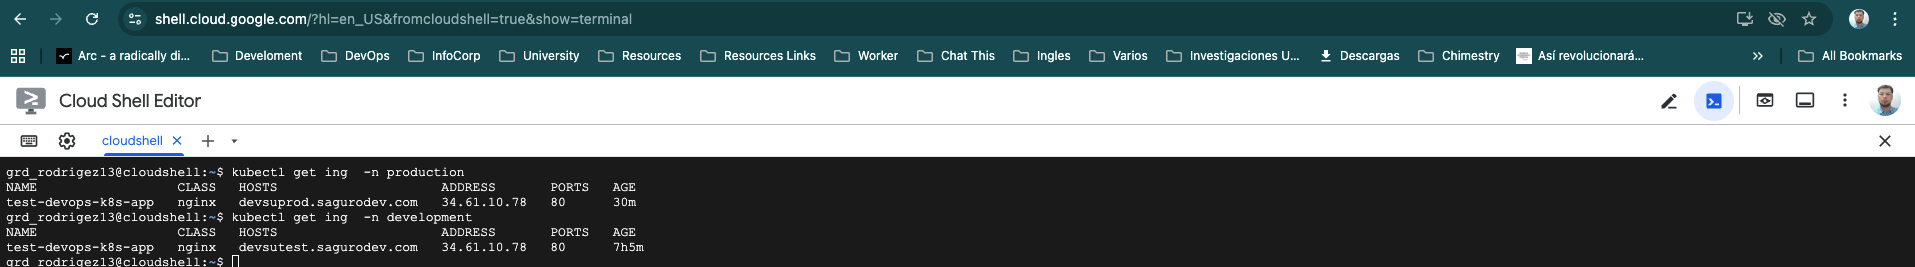 shell.cloud.google.com/?hl=en_US&fromcloudshell=true&show=terminal
Arc - a radically di... Develoment DevOps InfoCorp University Resources Resources Links Worker Chat This Ingles Varios Investigaciones U... Descargas Chimestry Así revolucionará... » All Bookmarks
Cloud Shell Editor
cloudshell
grd_rodrigez13@cloudshell:~$ kubectl get ing  -n production
NAME                  CLASS   HOSTS                     ADDRESS       PORTS   AGE
test-devops-k8s-app   nginx   devsuprod.sagurodev.com   34.61.10.78   80      30m
grd_rodrigez13@cloudshell:~$ kubectl get ing  -n development
NAME                  CLASS   HOSTS                     ADDRESS       PORTS   AGE
test-devops-k8s-app   nginx   devsutest.sagurodev.com   34.61.10.78   80      7h5m
grd_rodrigez13@cloudshell:~$